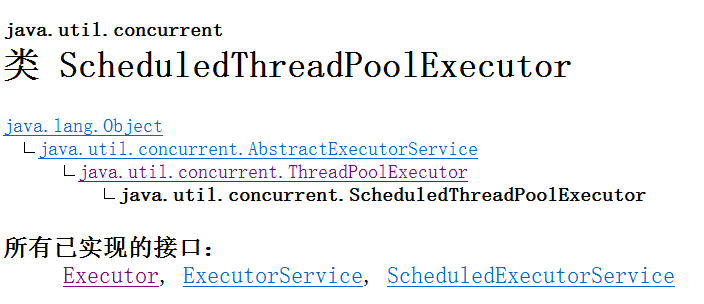 java.util.concurrent
类 ScheduledThreadPoolExecutor
java.lang.Object
java.util.concurrent.AbstractExecutorService
java.util.concurrent.ThreadPoolExecutor
java.util.concurrent.ScheduledThreadPoolExecutor
所有已实现的接口：
Executor, ExecutorService, ScheduledExecutorService